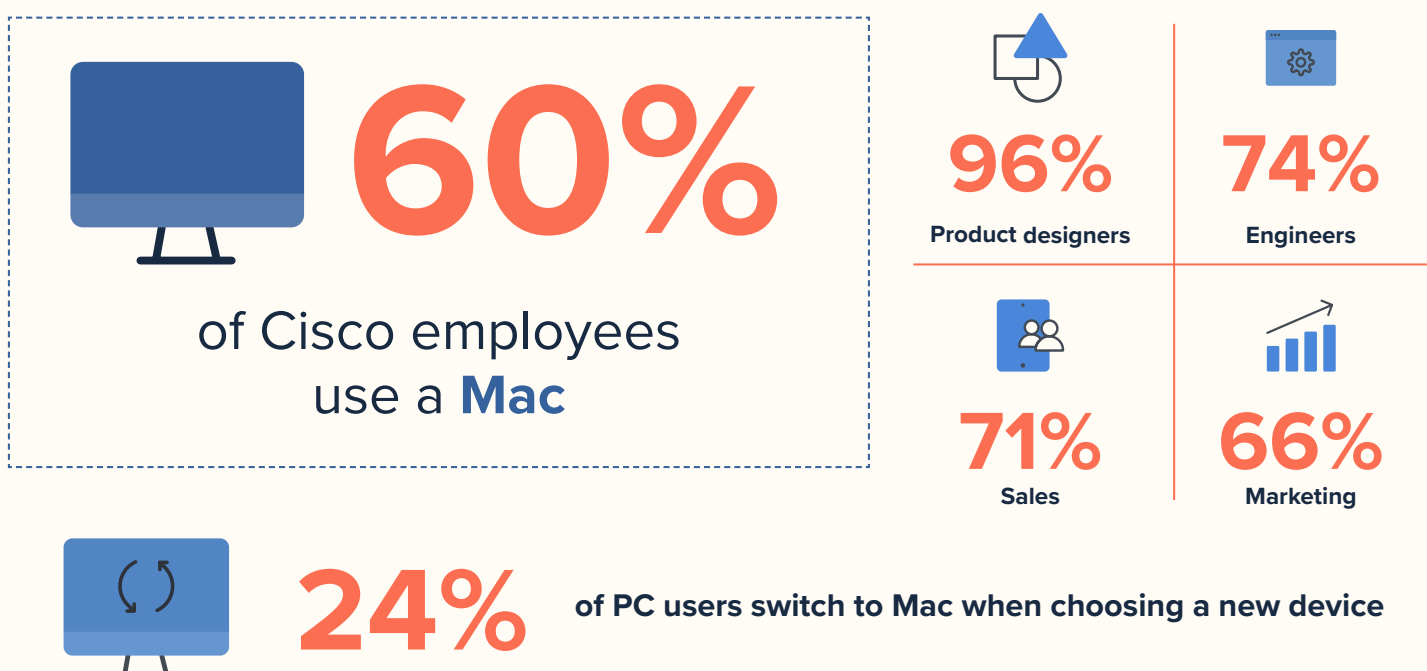 60%
of Cisco employees
use a Mac
96%
Product designers
74%
Engineers
71%
Sales
66%
Marketing
24%
of PC users switch to Mac when choosing a new device